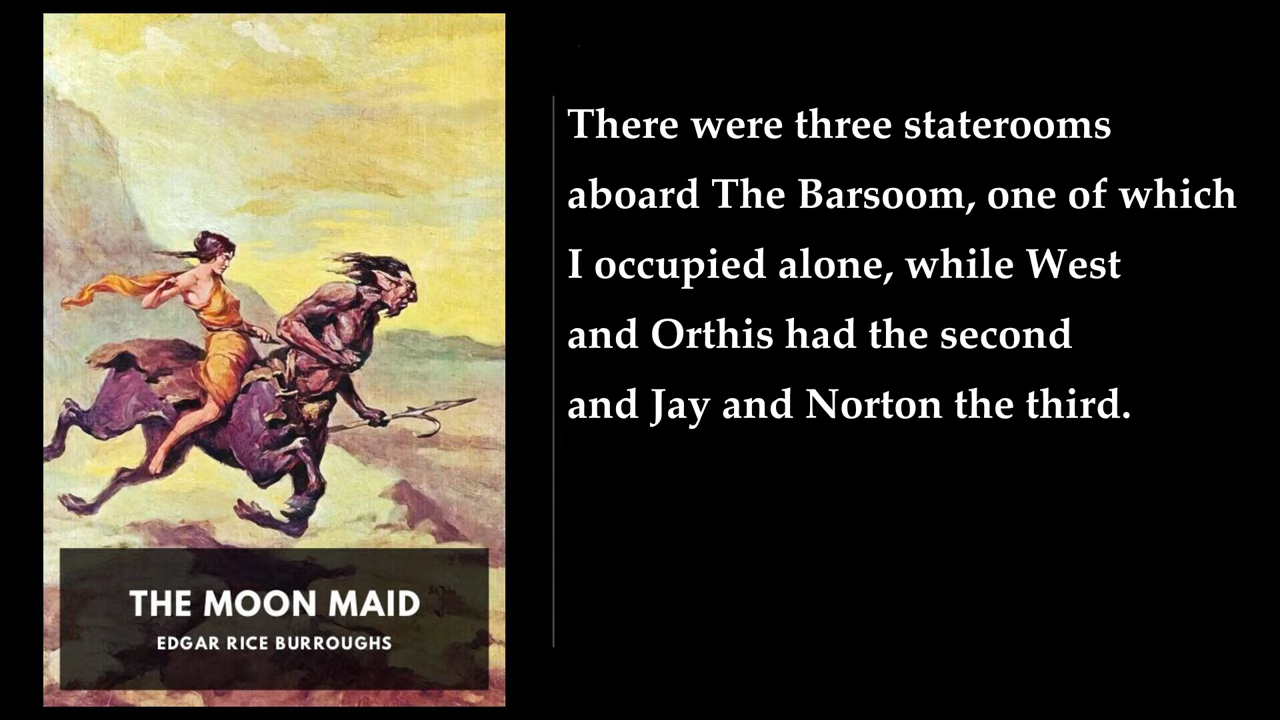 There were three staterooms
aboard The Barsoom, one of which
I occupied alone, while West
and Orthis had the second
and Jay and Norton the third.
THE MOON MAID
EDGAR RICE BURROUGHS